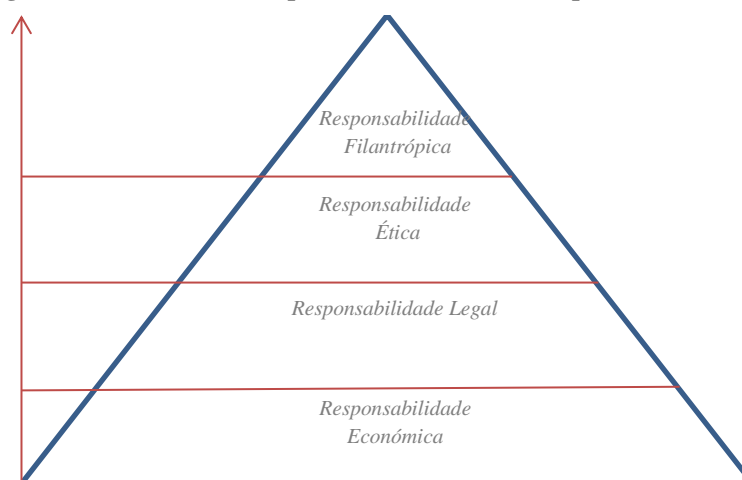 Responsabilidade
Filantrópica
Responsabilidade
Ética
Responsabilidade Legal
Responsabilidade
Económica